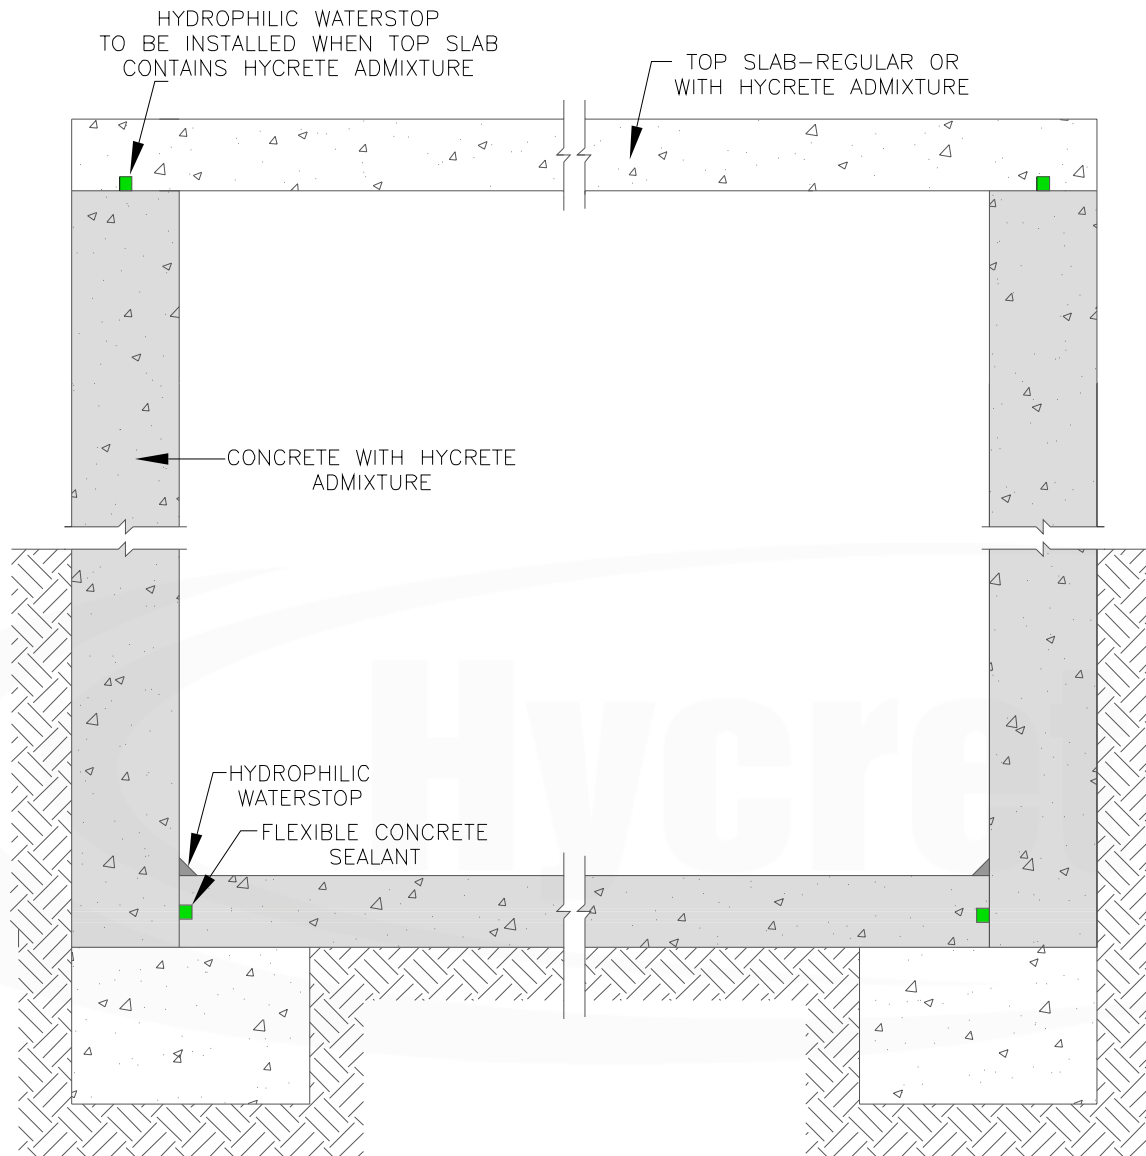 HYDROPHILIC WATERSTOP
TO BE INSTALLED WHEN TOP SLAB
CONTAINS HYCRETE ADMIXTURE
TOP SLAB-REGULAR OR
WITH HYCRETE ADMIXTURE
CONCRETE WITH HYCRETE
ADMIXTURE
HYDROPHILIC
WATERSTOP
FLEXIBLE CONCRETE
SEALANT
Hycret